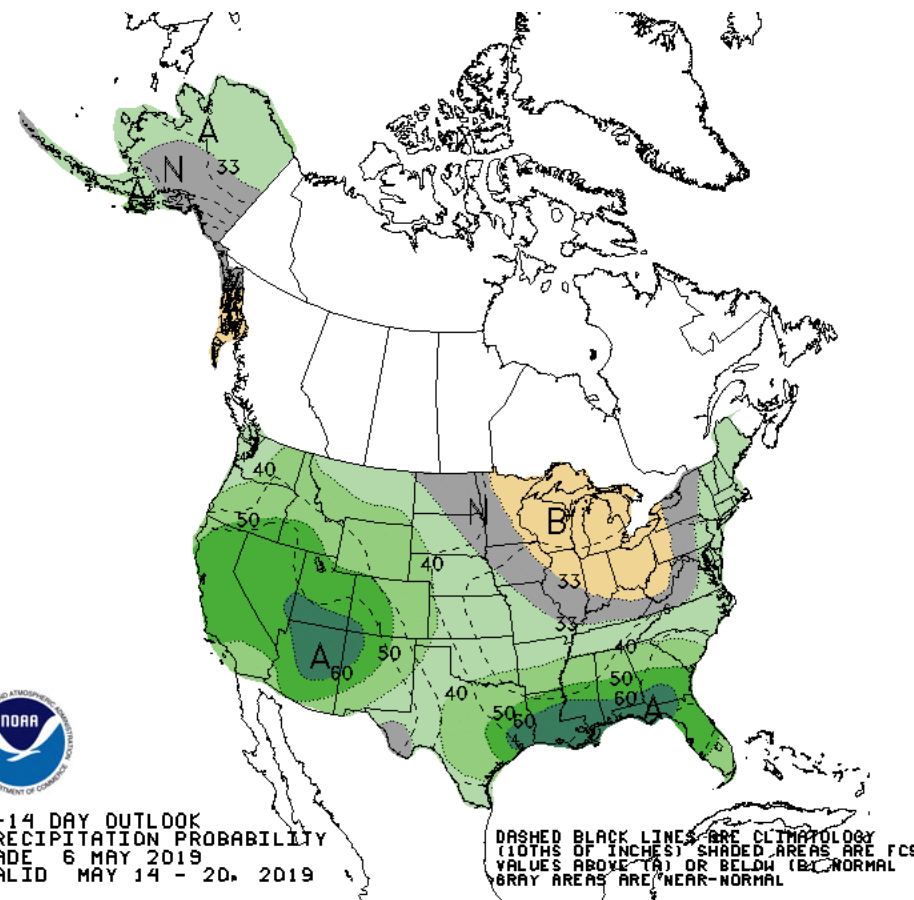 A
N
33
A
40
50
N
B
40
33
33
A
60
50
40
40
50
60
50
60
A
NOAA
-14 DAY OUTLOOK
RECIPITATION PROBABILITY
ADE 6 MAY 2019
ALID MAY 14 - 20, 2019
DASHED BLACK LINES ARE CLIMATOLOGY
(10THS OF INCHES) SHADED AREAS ARE FCS
VALUES ABOVE (A) OR BELOW (B) NORMAL
GRAY AREAS ARE NEAR-NORMAL